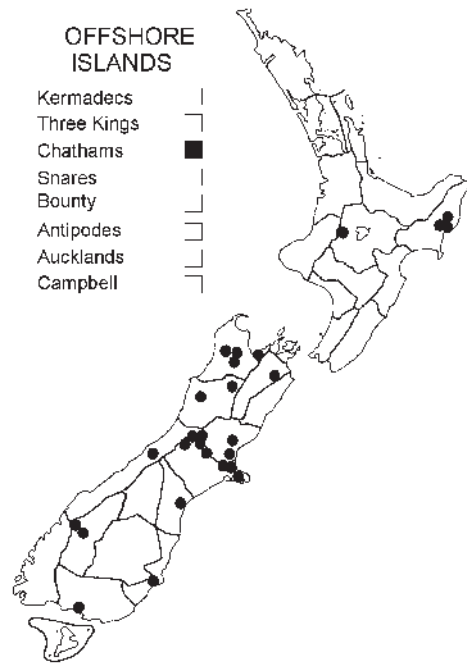 OFFSHORE
ISLANDS
Kermadecs
Three Kings
Chathams
Snares
Bounty
Antipodes
Aucklands
Campbell